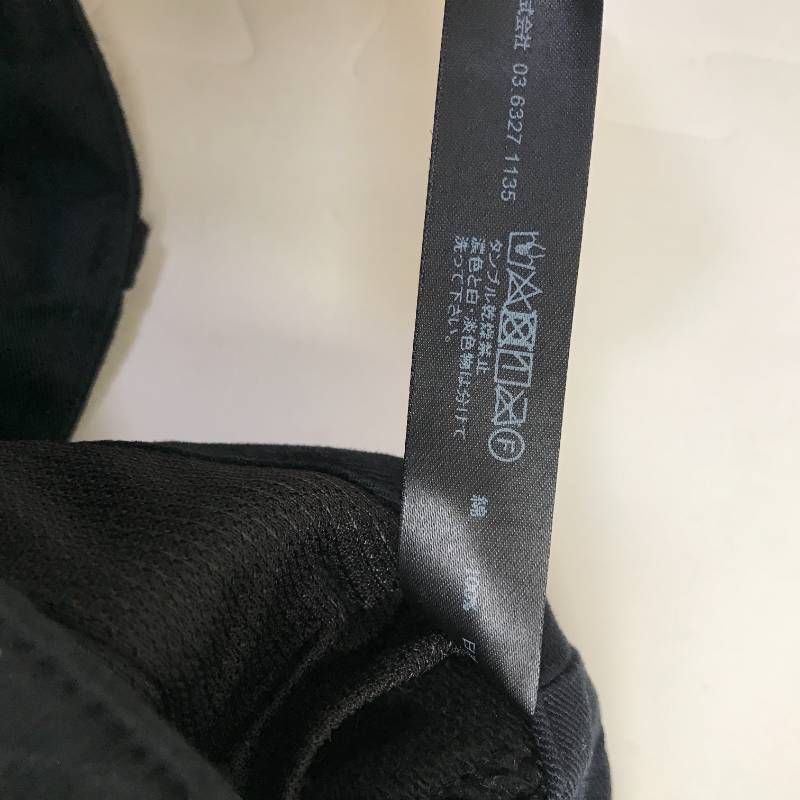 式会社 03.6327 1135
タンブル乾燥禁止
濃色と白・淡色物は分けて
洗って下さい。
F
綿 100%